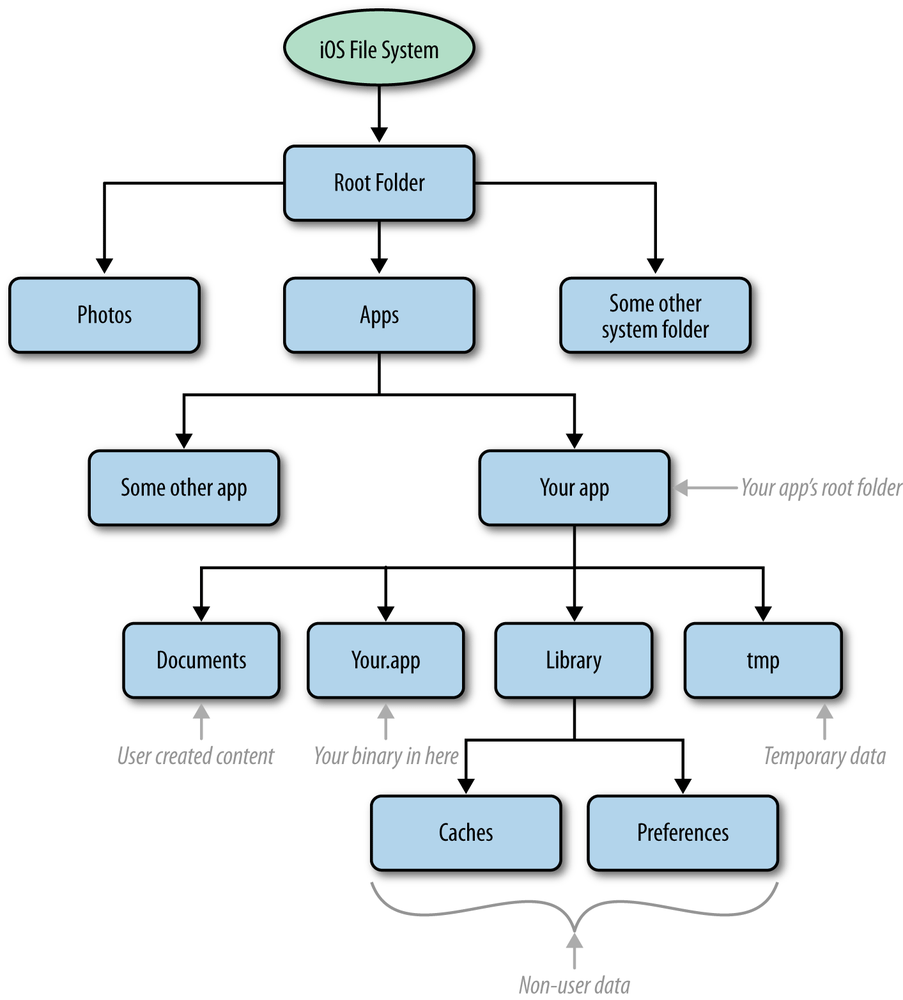 iOS File System
Root Folder
Photos
Apps
Some other
system folder
Some other app
Your app
Your app's root folder
Documents
Your.app
Library
tmp
User created content
Your binary in here
Temporary data
Caches
Preferences
Non-user data